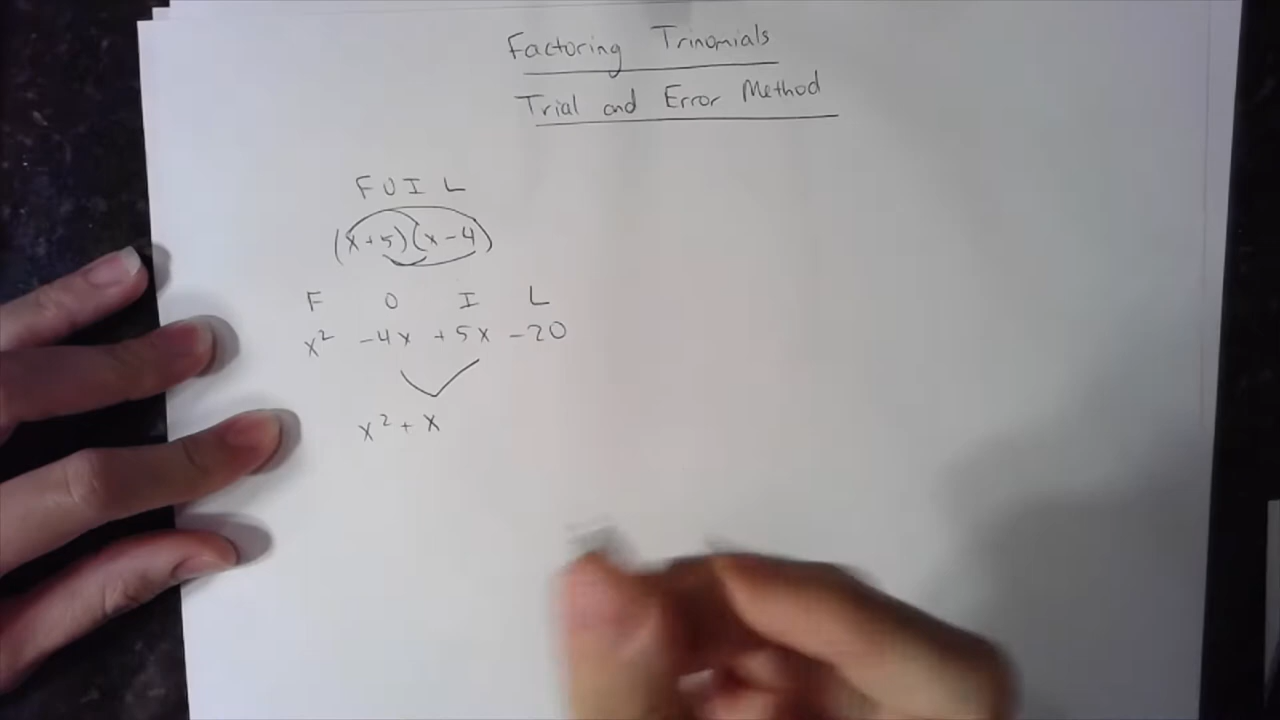 Factoring Trinomials
Trial and Error Method
F O I L
(x+5)(x-4)
F O I L
x² -4x +5x -20
x² + x